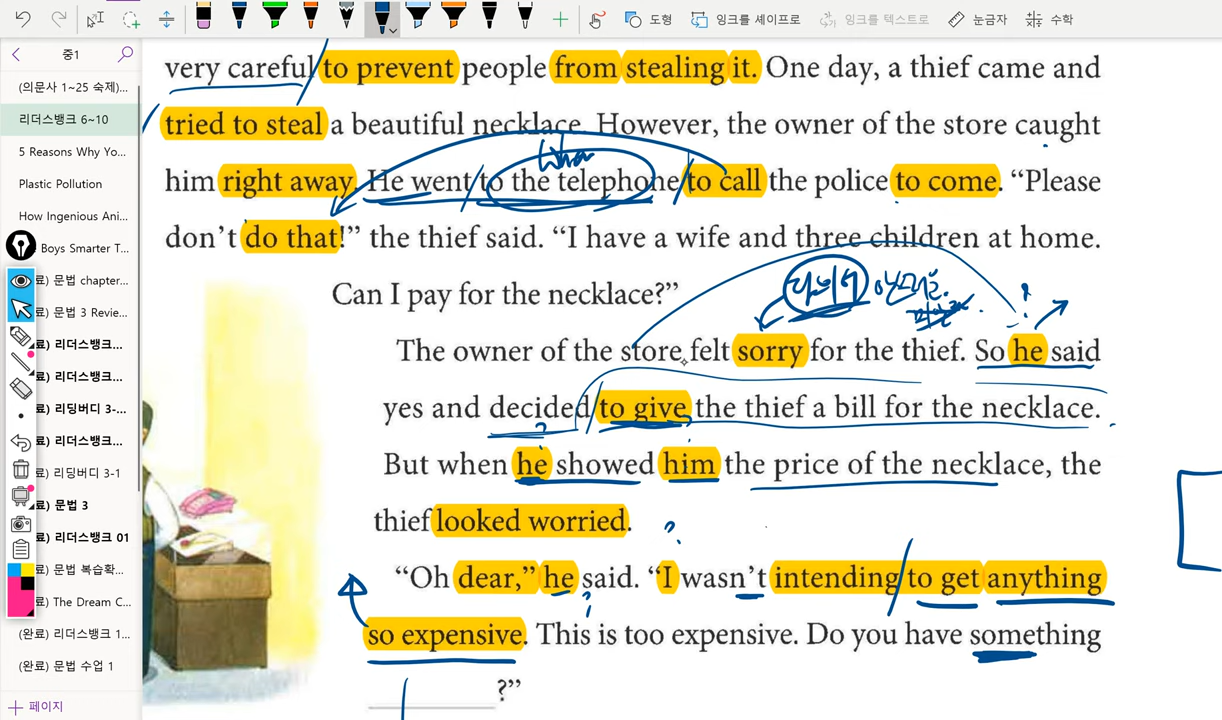 도형
잉크를 셰이프로
잉크를 텍스트로
눈금자
수학
중1
(의문사 1~25 숙제)...
리더스뱅크 6~10
5 Reasons Why Yo...
Plastic Pollution
How Ingenious Ani...
Boys Smarter T...
료) 문법 chapter...
료) 문법 3 Revie...
료) 리더스뱅크...
료) 리더스뱅크...
료) 리딩버디 3-...
료) 리더스뱅크...
료) 리딩버디 3-1
료) 문법 3
료) 리더스뱅크 01
료) 문법 복습확...
료) The Dream C...
(완료) 리더스뱅크 1...
(완료) 문법 수업 1
페이지
very careful to prevent people from stealing it. One day, a thief came and
tried to steal a beautiful necklace. However, the owner of the store caught
him right away. He went to the telephone to call the police to come. “Please
don’t do that!” the thief said. “I have a wife and three children at home.
Can I pay for the necklace?”
The owner of the store felt sorry for the thief. So he said
yes and decided to give the thief a bill for the necklace.
But when he showed him the price of the necklace, the
thief looked worried.
“Oh dear,” he said. “I wasn’t intending to get anything
so expensive. This is too expensive. Do you have something
?”